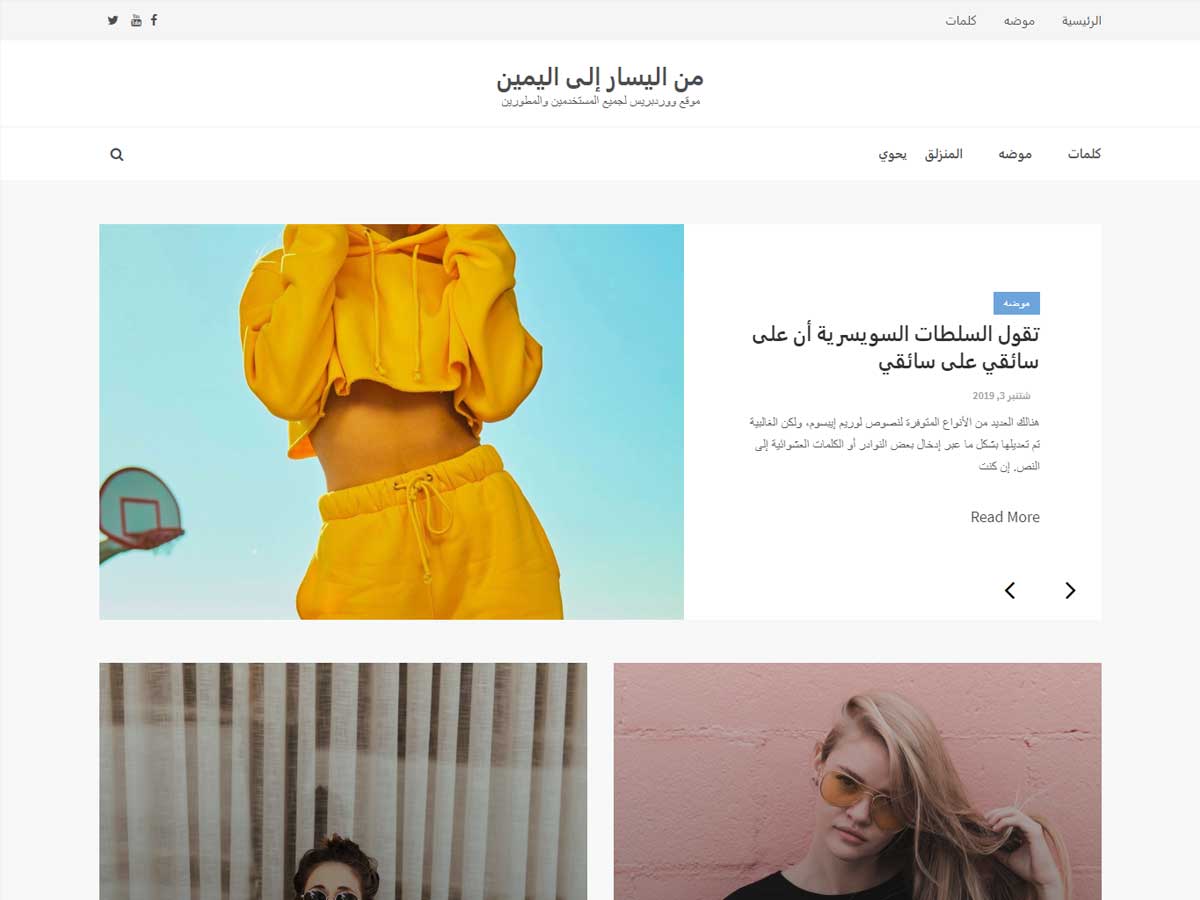 الرئيسية موضه كلمات
من اليسار إلى اليمين
موقع ووردبريس لجميع المستخدمين والمطورين
كلمات موضه المنزلق يحوي
موضه
تقول السلطات السويسرية أن على
سائقي على سائقي
شتنبر 3, 2019
هنالك العديد من الأنواع المتوفرة لنصوص لوريم إيبسوم، ولكن الغالبية
تم تعديلها بشكل ما عبر إدخال بعض النوادر أو الكلمات العشوائية إلى
النص. إن كنت
Read More